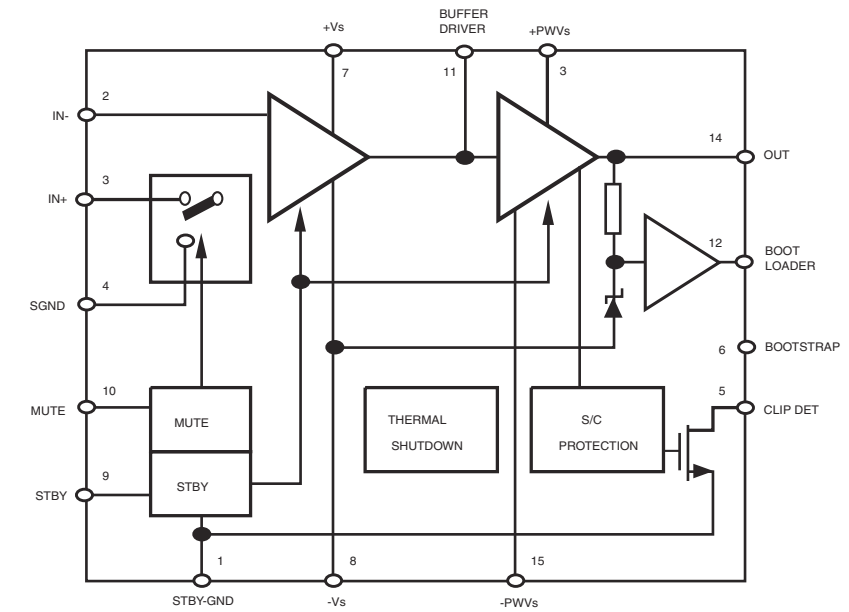 BUFFER
DRIVER
+Vs
+PWVs
7
11
3
2
IN-
3
IN+
14
OUT
12
BOOT
LOADER
4
SGND
6
BOOTSTRAP
5
CLIP DET
10
MUTE
MUTE
THERMAL
SHUTDOWN
S/C
PROTECTION
9
STBY
STBY
1
8
15
STBY-GND
-Vs
-PWVs